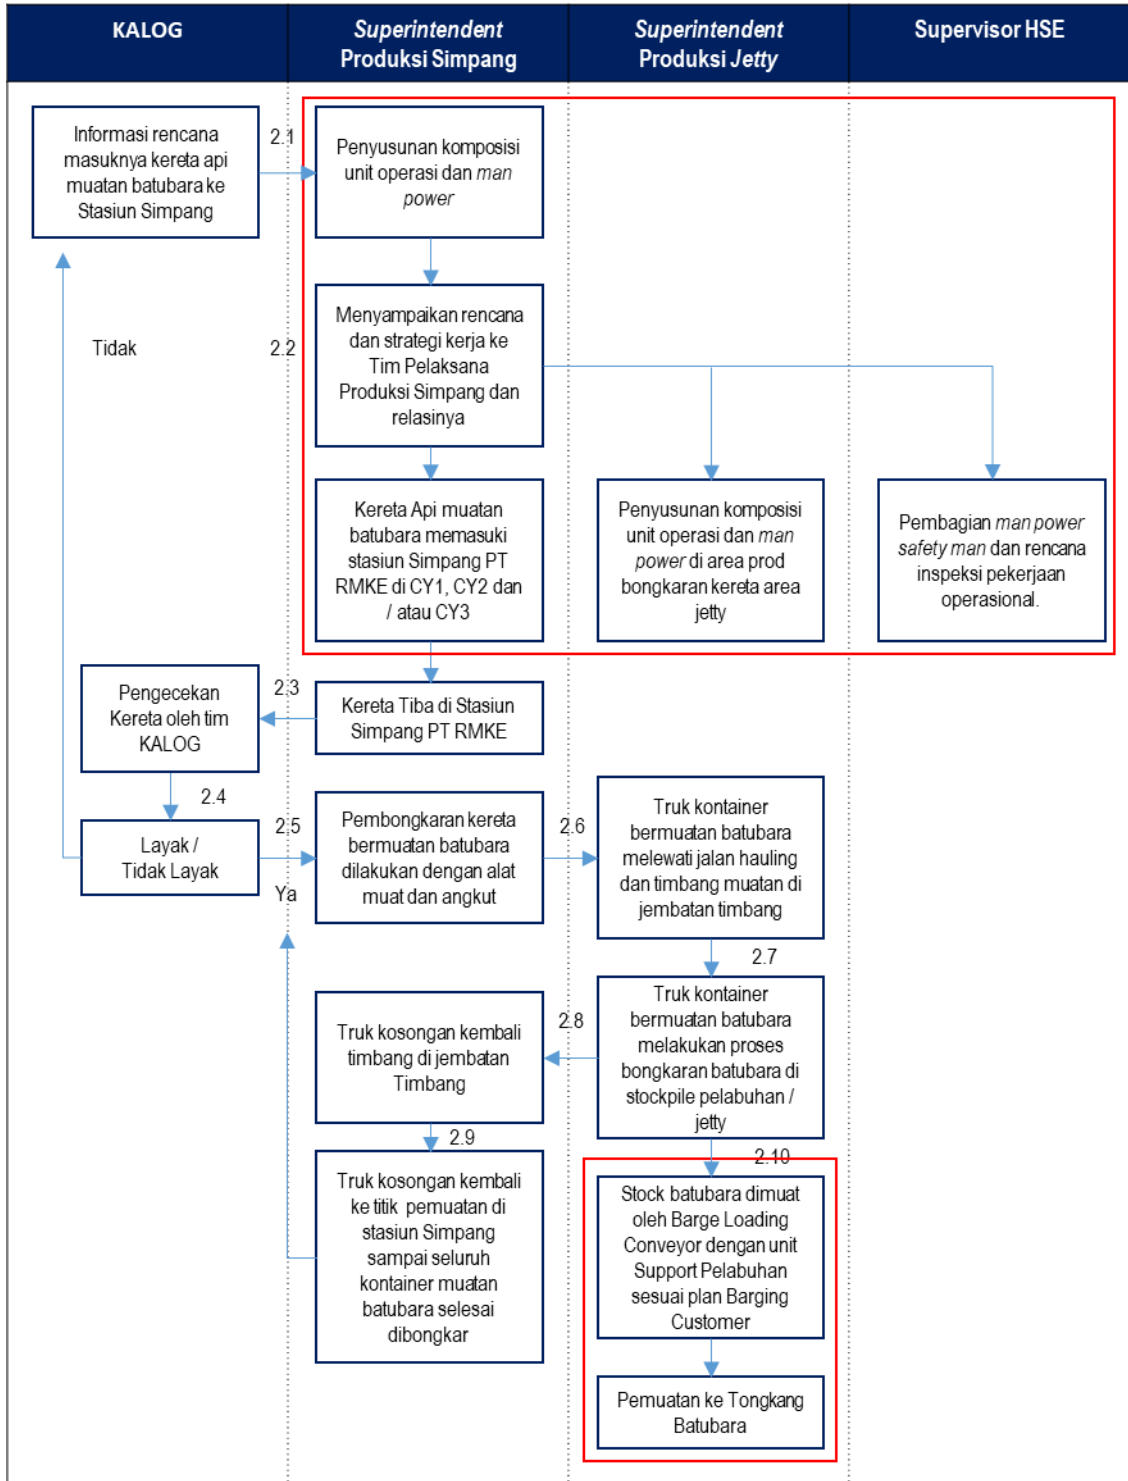 KALOG
Superintendent
Produksi Simpang
Superintendent
Produksi Jetty
Supervisor HSE
Informasi rencana
masuknya kereta api
muatan batubara ke
Stasiun Simpang
2.1
Penyusunan komposisi
unit operasi dan man
power
Tidak
2.2
Menyampaikan rencana
dan strategi kerja ke
Tim Pelaksana
Produksi Simpang dan
relasinya
Kereta Api muatan
batubara memasuki
stasiun Simpang PT
RMKE di CY1, CY2 dan
/ atau CY3
Penyusunan komposisi
unit operasi dan man
power di area prod
bongkaran kereta area
jetty
Pembagian man power
safety man dan rencana
inspeksi pekerjaan
operasional.
Pengecekan
Kereta oleh tim
KALOG
2.3
Kereta Tiba di Stasiun
Simpang PT RMKE
2.4
Layak /
Tidak Layak
2.5
Ya
Pembongkaran kereta
bermuatan batubara
dilakukan dengan alat
muat dan angkut
2.6
Truk kontainer
bermuatan batubara
melewati jalan hauling
dan timbang muatan di
jembatan timbang
2.7
Truk kontainer
bermuatan batubara
melakukan proses
bongkaran batubara di
stockpile pelabuhan /
jetty
2.8
Truk kosongan kembali
timbang di jembatan
Timbang
2.9
Truk kosongan kembali
ke titik pemuatan di
stasiun Simpang
sampai seluruh
kontainer muatan
batubara selesai
dibongkar
2.10
Stock batubara dimuat
oleh Barge Loading
Conveyor dengan unit
Support Pelabuhan
sesuai plan Barging
Customer
Pemuatan ke Tongkang
Batubara